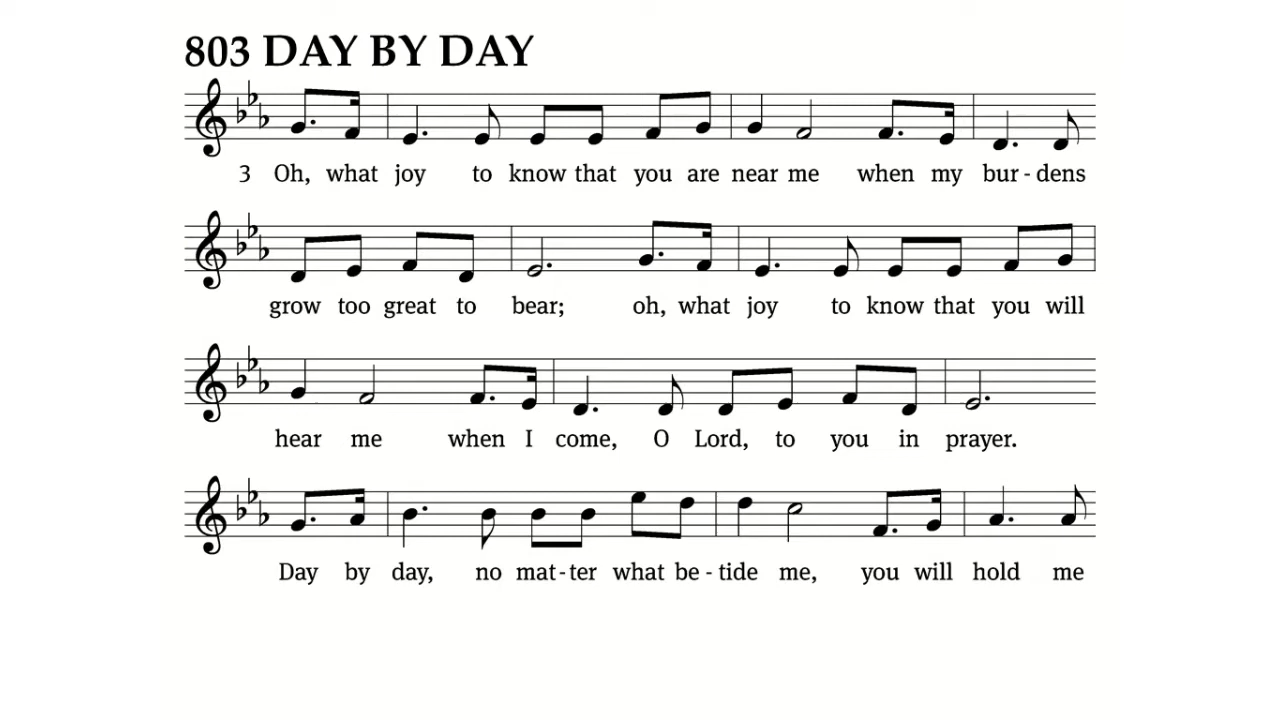 803 DAY BY DAY
3 Oh, what joy to know that you are near me when my bur - dens
grow too great to bear; oh, what joy to know that you will
hear me when I come, O Lord, to you in prayer.
Day by day, no mat - ter what be - tide me, you will hold me